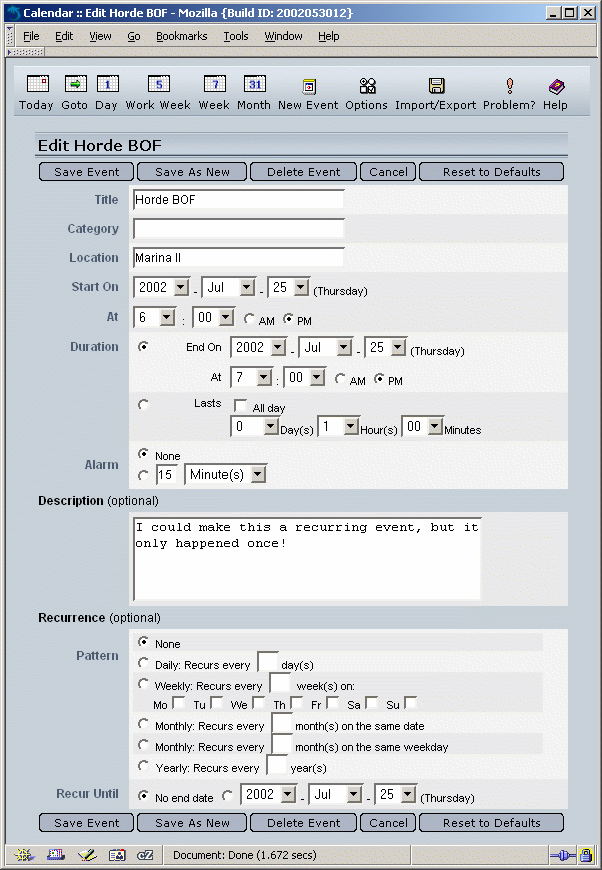 Calendar :: Edit Horde BOF - Mozilla {Build ID: 2002053012}
File Edit View Go Bookmarks Tools Window Help
5 7 31 1
Today Goto Day Work Week Week Month New Event Options Import/Export Problem? Help
Edit Horde BOF
Save Event Save As New Delete Event Cancel Reset to Defaults
Title Horde BOF
Category
Location Marina II
Start On 2002 - Jul - 25 (Thursday)
At 6 : 00 AM PM
Duration End On 2002 - Jul - 25 (Thursday)
At 7 : 00 AM PM
Lasts All day
0 Day(s) 1 Hour(s) 00 Minutes
Alarm None
15 Minute(s)
Description (optional)
I could make this a recurring event, but it
only happened once!
Recurrence (optional)
Pattern None
Daily: Recurs every day(s)
Weekly: Recurs every week(s) on:
Mo Tu We Th Fr Sa Su
Monthly: Recurs every month(s) on the same date
Monthly: Recurs every month(s) on the same weekday
Yearly: Recurs every year(s)
Recur Until No end date 2002 - Jul - 25 (Thursday)
Save Event Save As New Delete Event Cancel Reset to Defaults
Document: Done (1.672 secs)